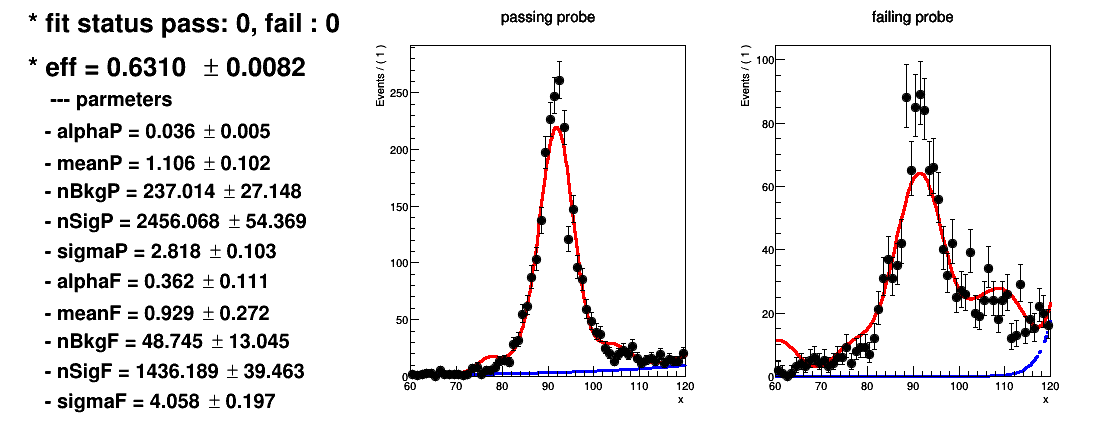 * fit status pass: 0, fail : 0
* eff = 0.6310 ± 0.0082
--- parmeters
- alphaP = 0.036 ± 0.005
- meanP = 1.106 ± 0.102
- nBkgP = 237.014 ± 27.148
- nSigP = 2456.068 ± 54.369
- sigmaP = 2.818 ± 0.103
- alphaF = 0.362 ± 0.111
- meanF = 0.929 ± 0.272
- nBkgF = 48.745 ± 13.045
- nSigF = 1436.189 ± 39.463
- sigmaF = 4.058 ± 0.197
passing probe
Events / ( 1 )
250
200
150
100
50
0
60 70 80 90 100 110 120
x
failing probe
Events / ( 1 )
100
80
60
40
20
0
60 70 80 90 100 110 120
x